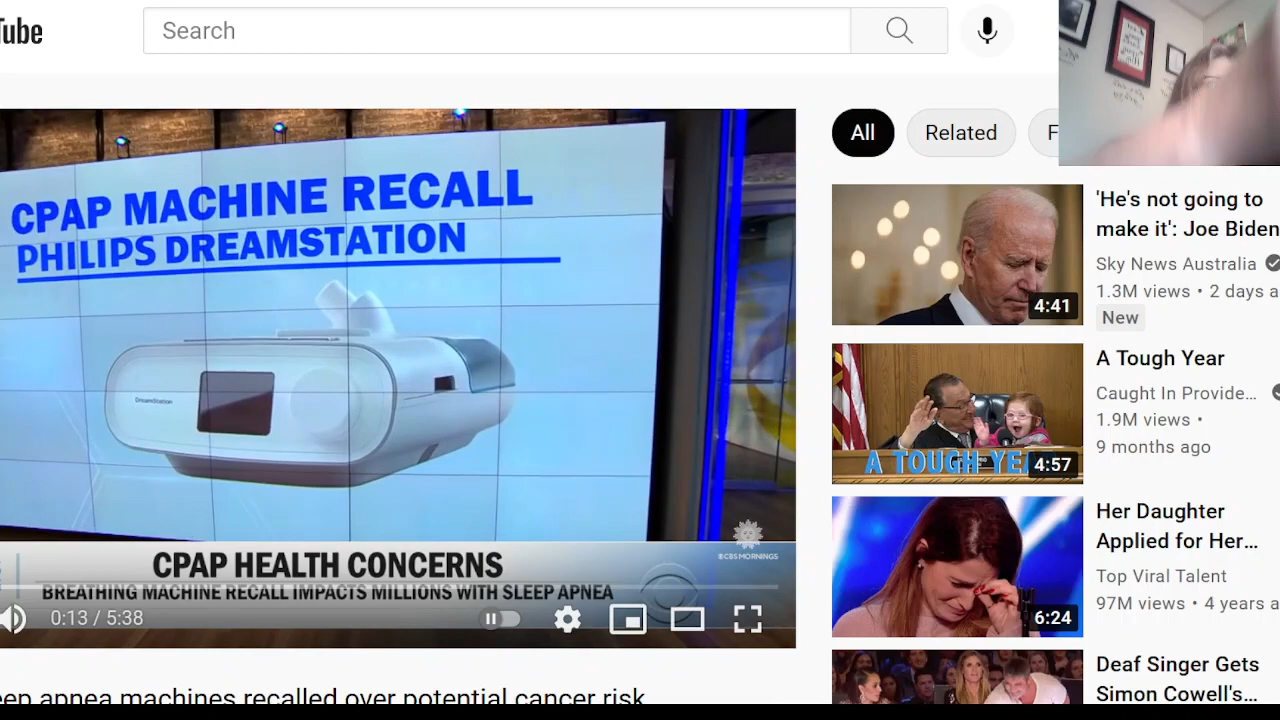 Tube
Search
All
Related
F
CPAP MACHINE RECALL
PHILIPS DREAMSTATION
DreamStation
CPAP HEALTH CONCERNS
BREATHING MACHINE RECALL IMPACTS MILLIONS WITH SLEEP APNEA
CBS MORNINGS
0:13 / 5:38
eep apnea machines recalled over potential cancer risk
4:41
'He's not going to
make it': Joe Biden
Sky News Australia
1.3M views • 2 days a
New
A TOUGH YEA
4:57
A Tough Year
Caught In Provide...
1.9M views •
9 months ago
6:24
Her Daughter
Applied for Her...
Top Viral Talent
97M views • 4 years a
Deaf Singer Gets
Simon Cowell's...